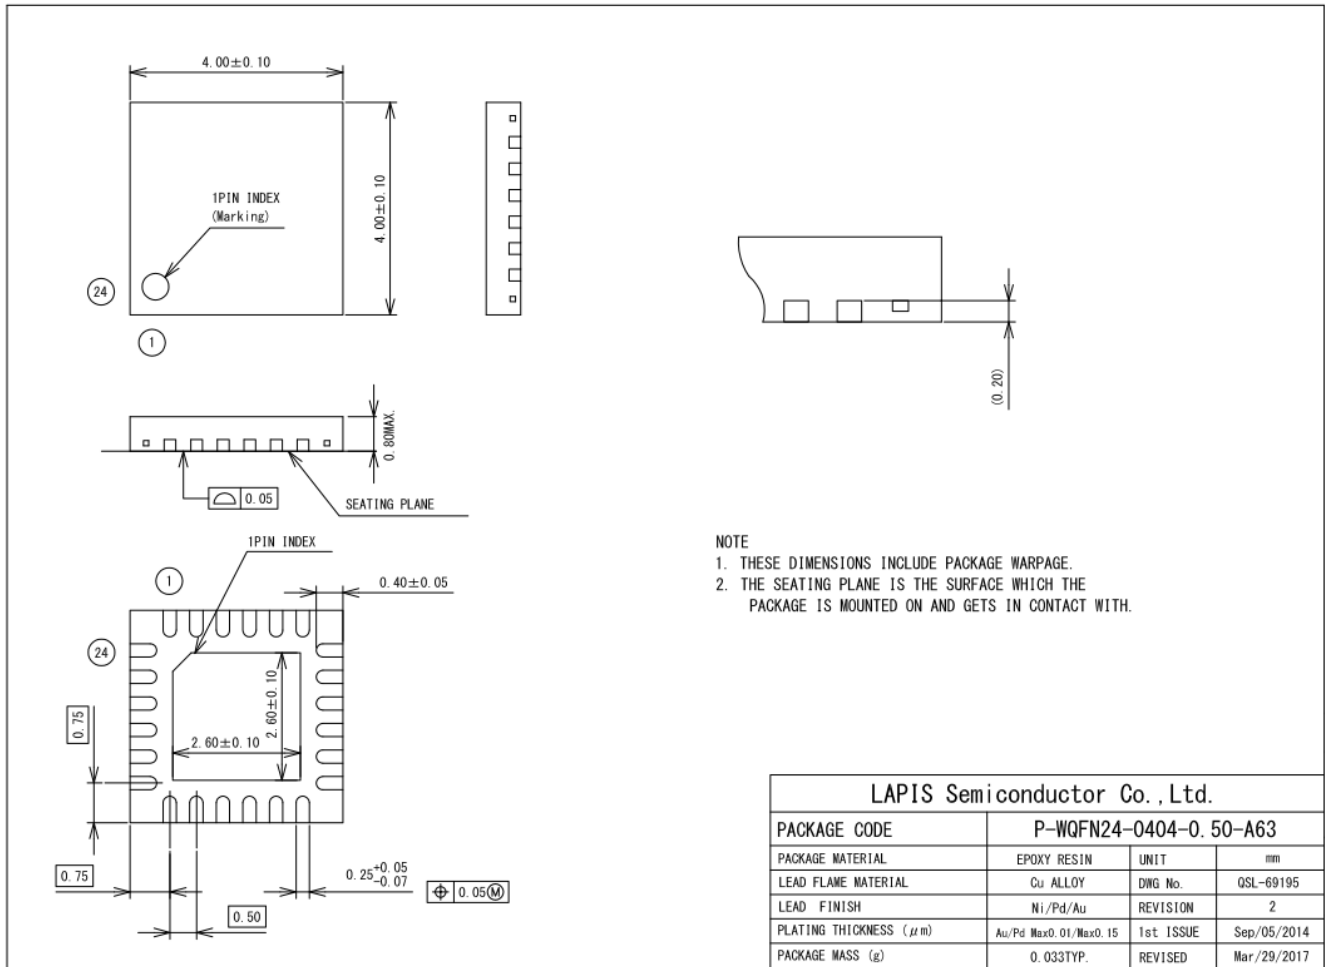 4.00±0.10
1PIN INDEX
(Marking)
4.00±0.10
24
1
0.80MAX.
0.05
SEATING PLANE
(0.20)
1PIN INDEX
1
0.40±0.05
24
0.75
2.60±0.10
2.60±0.10
0.75
0.50
0.25+0.05
-0.07
0.05Ⓜ
NOTE
1. THESE DIMENSIONS INCLUDE PACKAGE WARPAGE.
2. THE SEATING PLANE IS THE SURFACE WHICH THE
PACKAGE IS MOUNTED ON AND GETS IN CONTACT WITH.
LAPIS Semiconductor Co.,Ltd.
PACKAGE CODE P-WQFN24-0404-0.50-A63
PACKAGE MATERIAL EPOXY RESIN UNIT mm
LEAD FLAME MATERIAL Cu ALLOY DWG No. QSL-69195
LEAD FINISH Ni/Pd/Au REVISION 2
PLATING THICKNESS (μm) Au/Pd Max0.01/Max0.15 1st ISSUE Sep/05/2014
PACKAGE MASS (g) 0.033TYP. REVISED Mar/29/2017